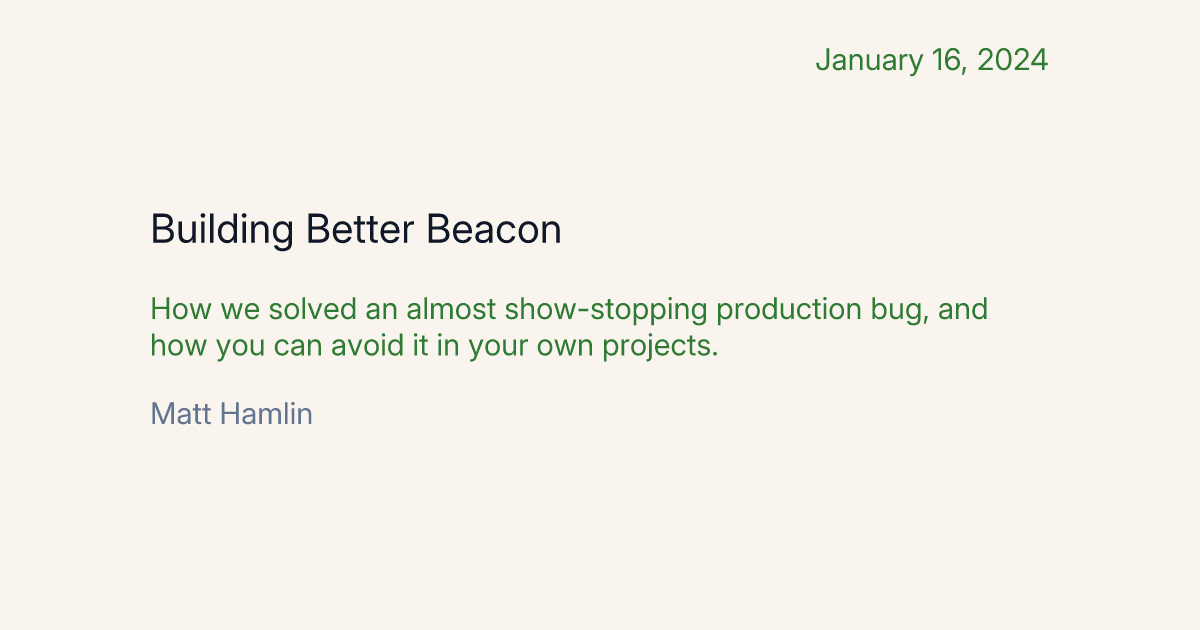 January 16, 2024
Building Better Beacon
How we solved an almost show-stopping production bug, and
how you can avoid it in your own projects.
Matt Hamlin